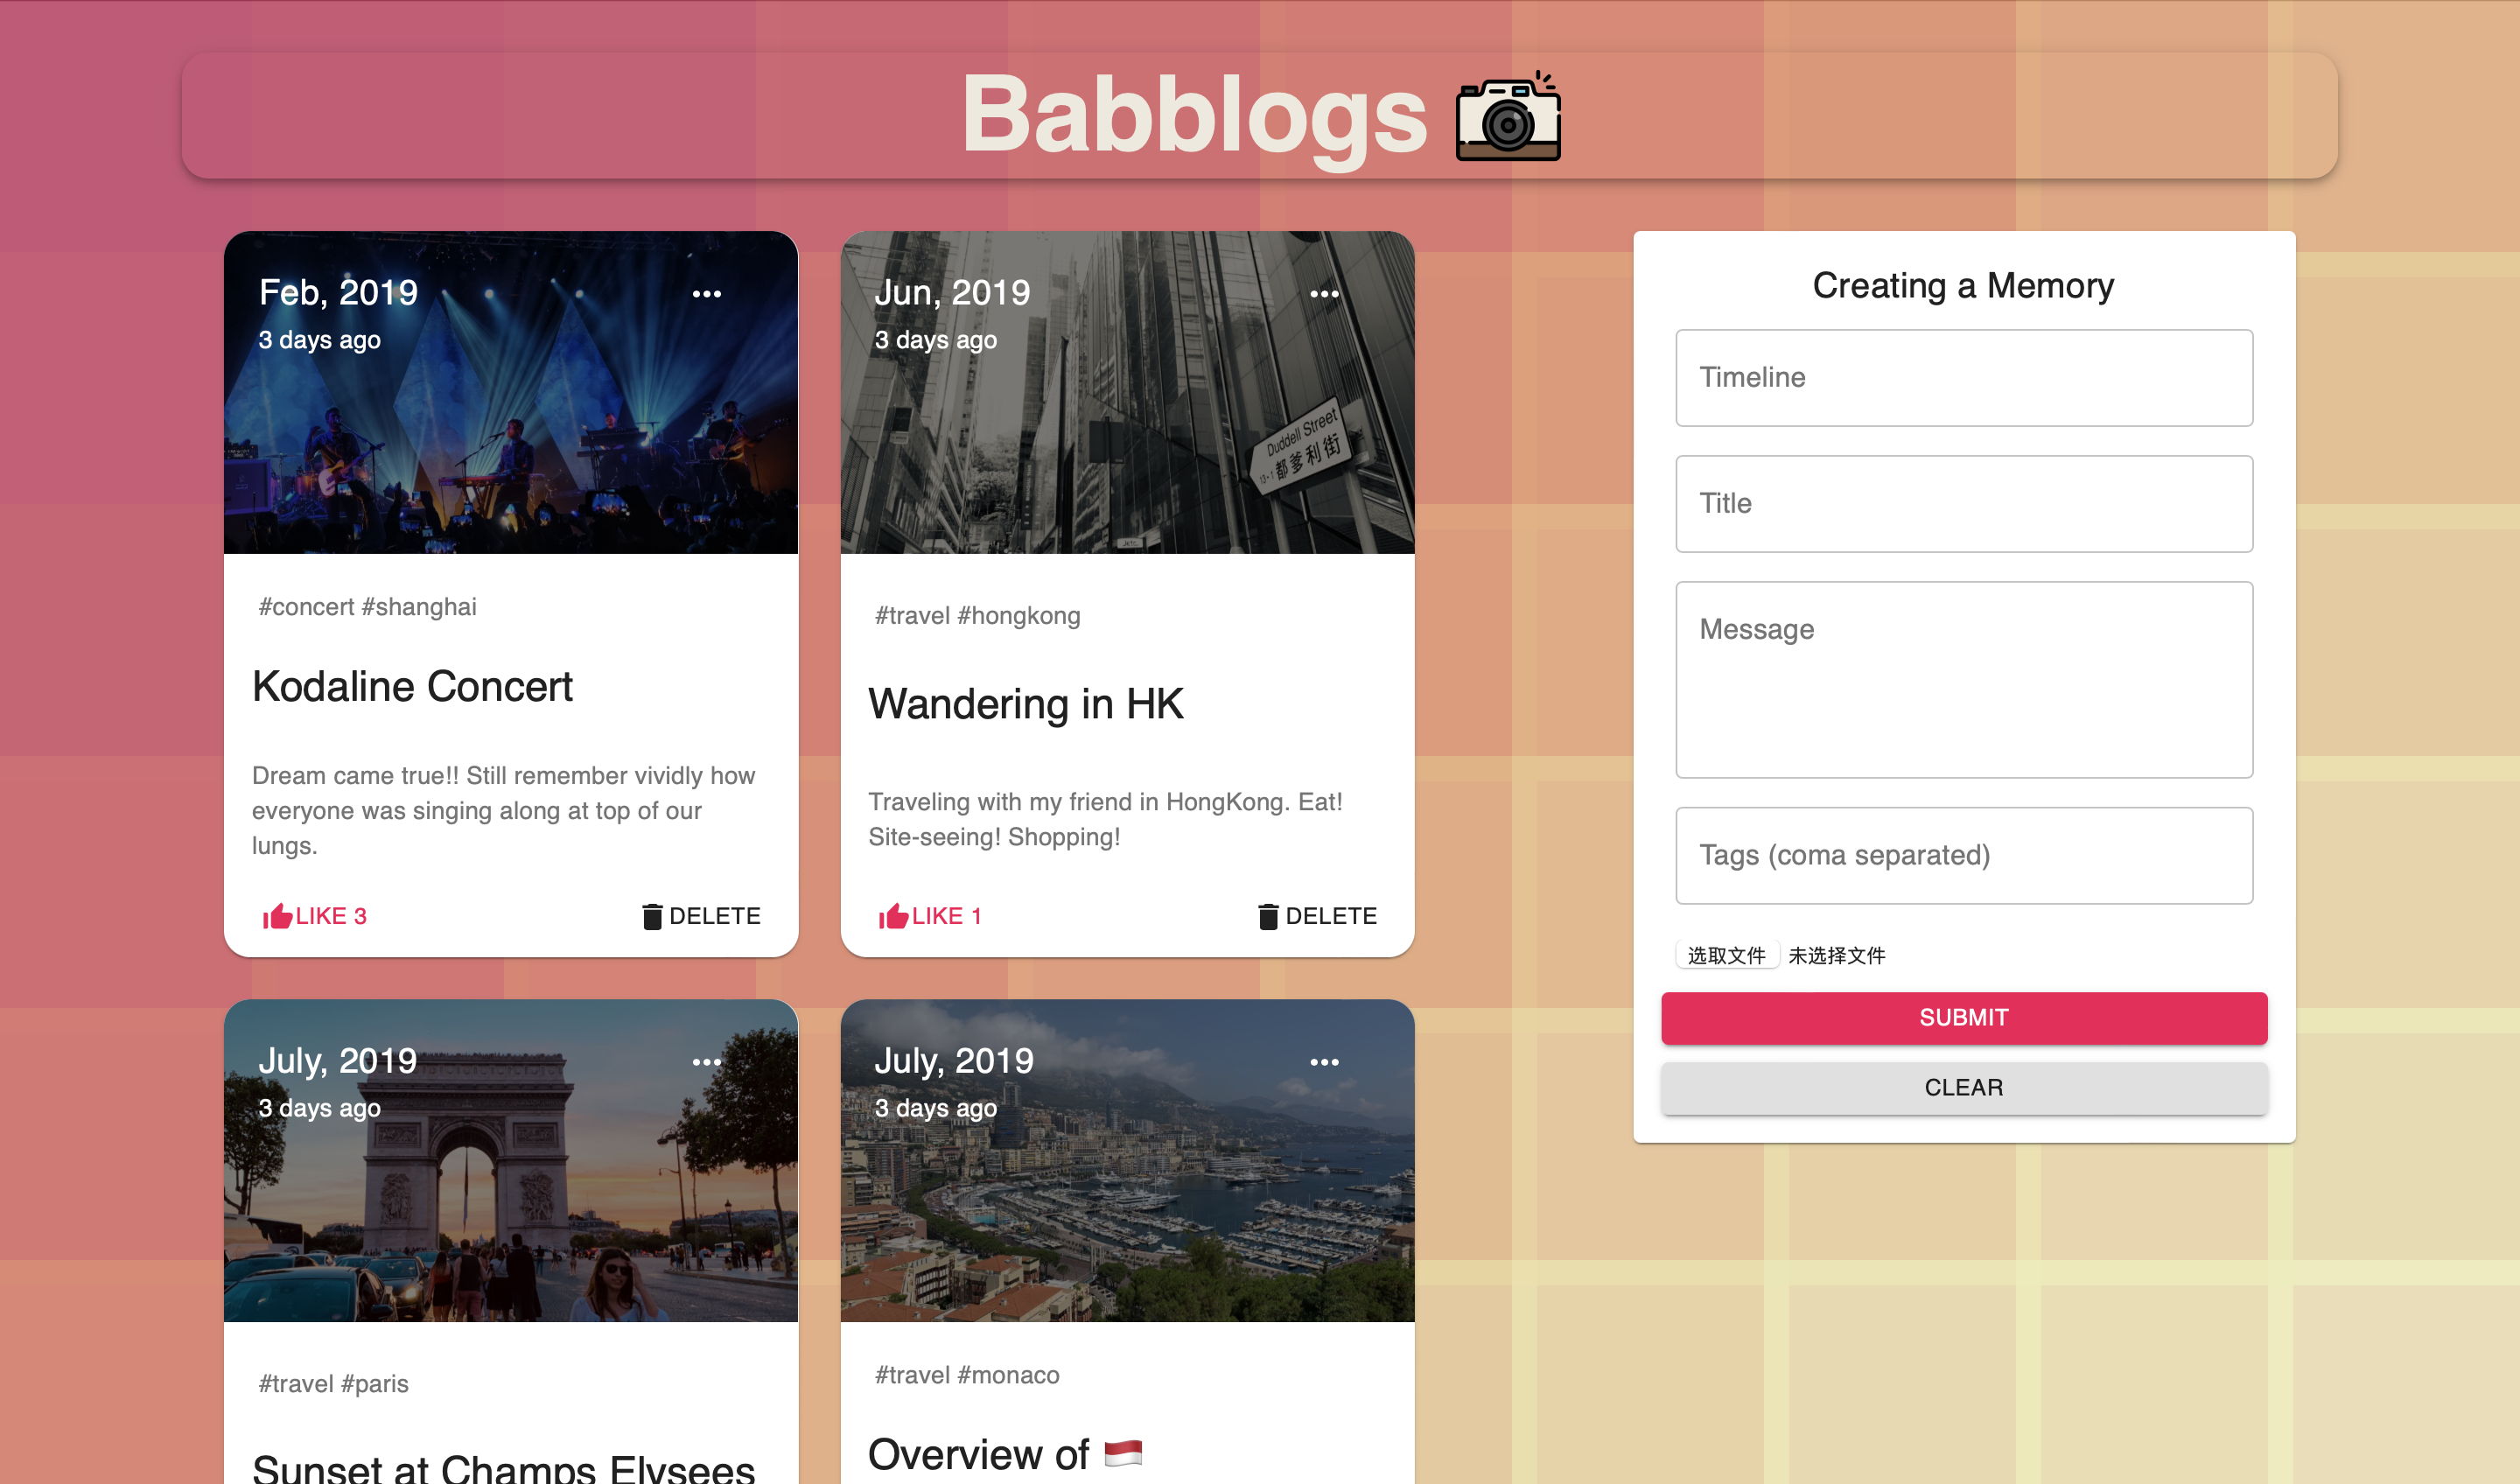 Babblogs
Feb, 2019
3 days ago
#concert #shanghai
Kodaline Concert
Dream came true!! Still remember vividly how
everyone was singing along at top of our
lungs.
LIKE 3
DELETE
Jun, 2019
3 days ago
Duddell Street
都爹利街
#travel #hongkong
Wandering in HK
Traveling with my friend in HongKong. Eat!
Site-seeing! Shopping!
LIKE 1
DELETE
July, 2019
3 days ago
#travel #paris
Sunset at Champs Elysees
July, 2019
3 days ago
#travel #monaco
Overview of 🇮🇩
Creating a Memory
Timeline
Title
Message
Tags (coma separated)
选取文件 未选择文件
SUBMIT
CLEAR